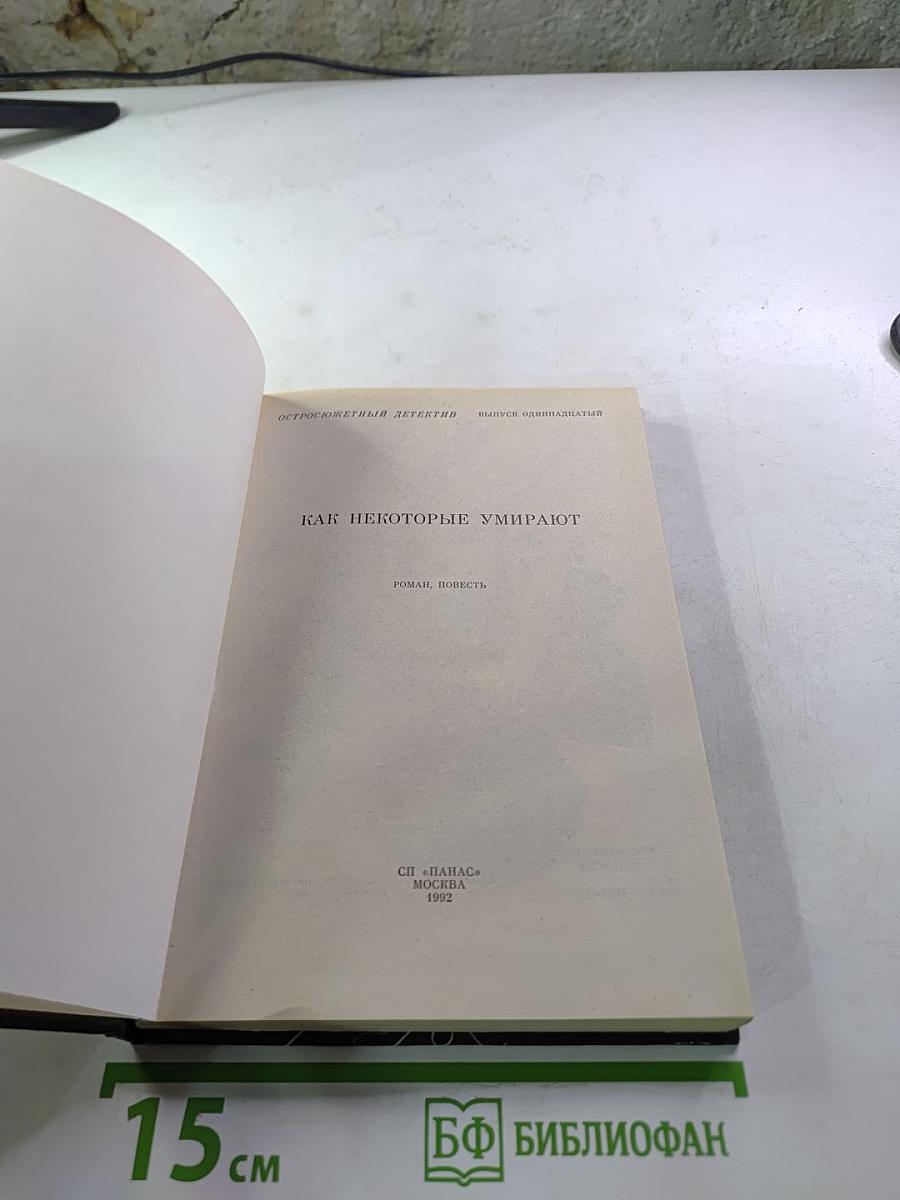 ОСТРОСЮЖЕТНЫЙ ДЕТЕКТИВ ВЫПУСК ОДИННАДЦАТЫЙ
КАК НЕКОТОРЫЕ УМИРАЮТ
РОМАН, ПОВЕСТЬ
СП «ПАНАС»
МОСКВА
1992
15 см
БФ БИБЛИОФАН